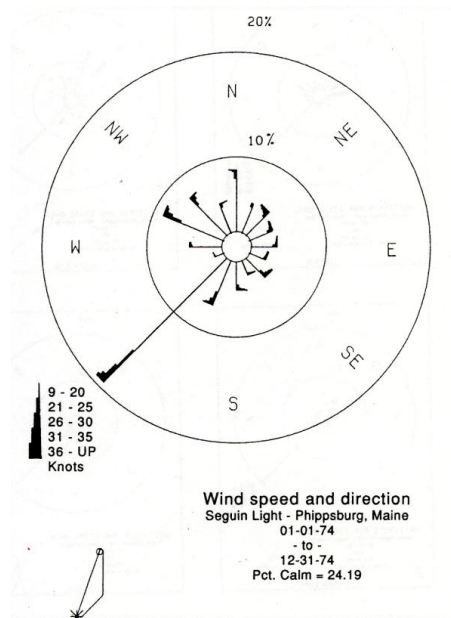 20%
N
NW
NE
10%
W
E
SE
S
9 - 20
21 - 25
26 - 30
31 - 35
36 - UP
Knots
Wind speed and direction
Seguin Light - Phippsburg, Maine
01-01-74
- to -
12-31-74
Pct. Calm = 24.19